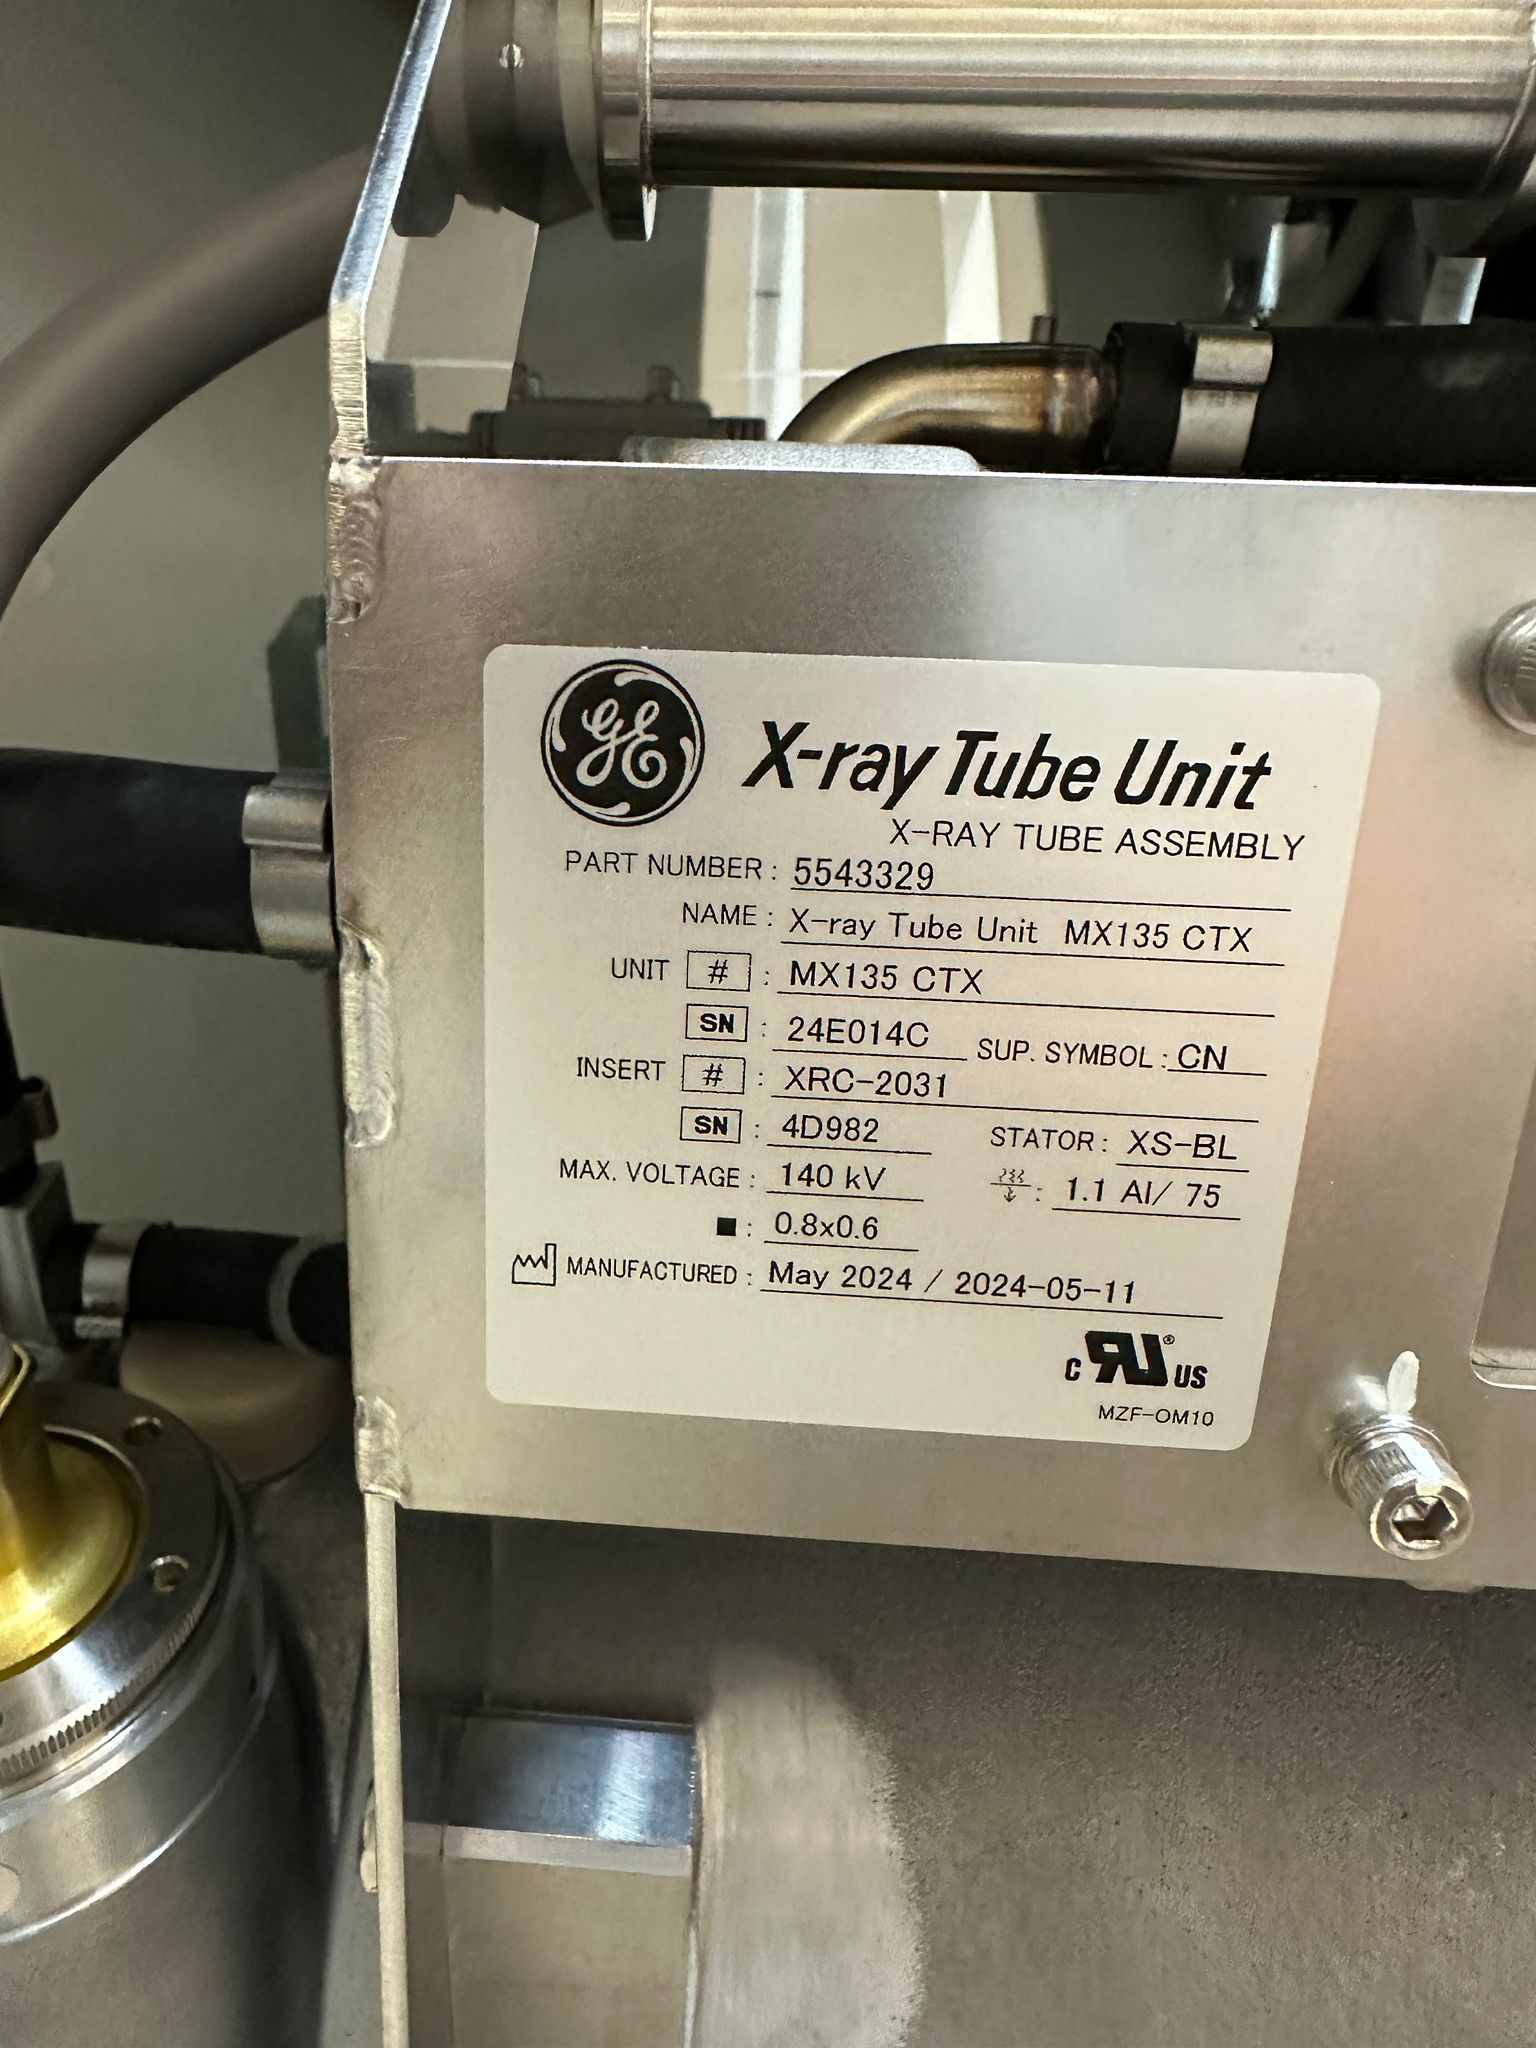 GE X-ray Tube Unit
X-RAY TUBE ASSEMBLY
PART NUMBER : 5543329
NAME : X-ray Tube Unit MX135 CTX
UNIT # : MX135 CTX
SN : 24E014C SUP. SYMBOL : CN
INSERT # : XRC-2031
SN : 4D982 STATOR : XS-BL
MAX. VOLTAGE : 140 kV : 1.1 Al/ 75
■ : 0.8x0.6
MANUFACTURED : May 2024 / 2024-05-11
C RU ® US
MZF-OM10